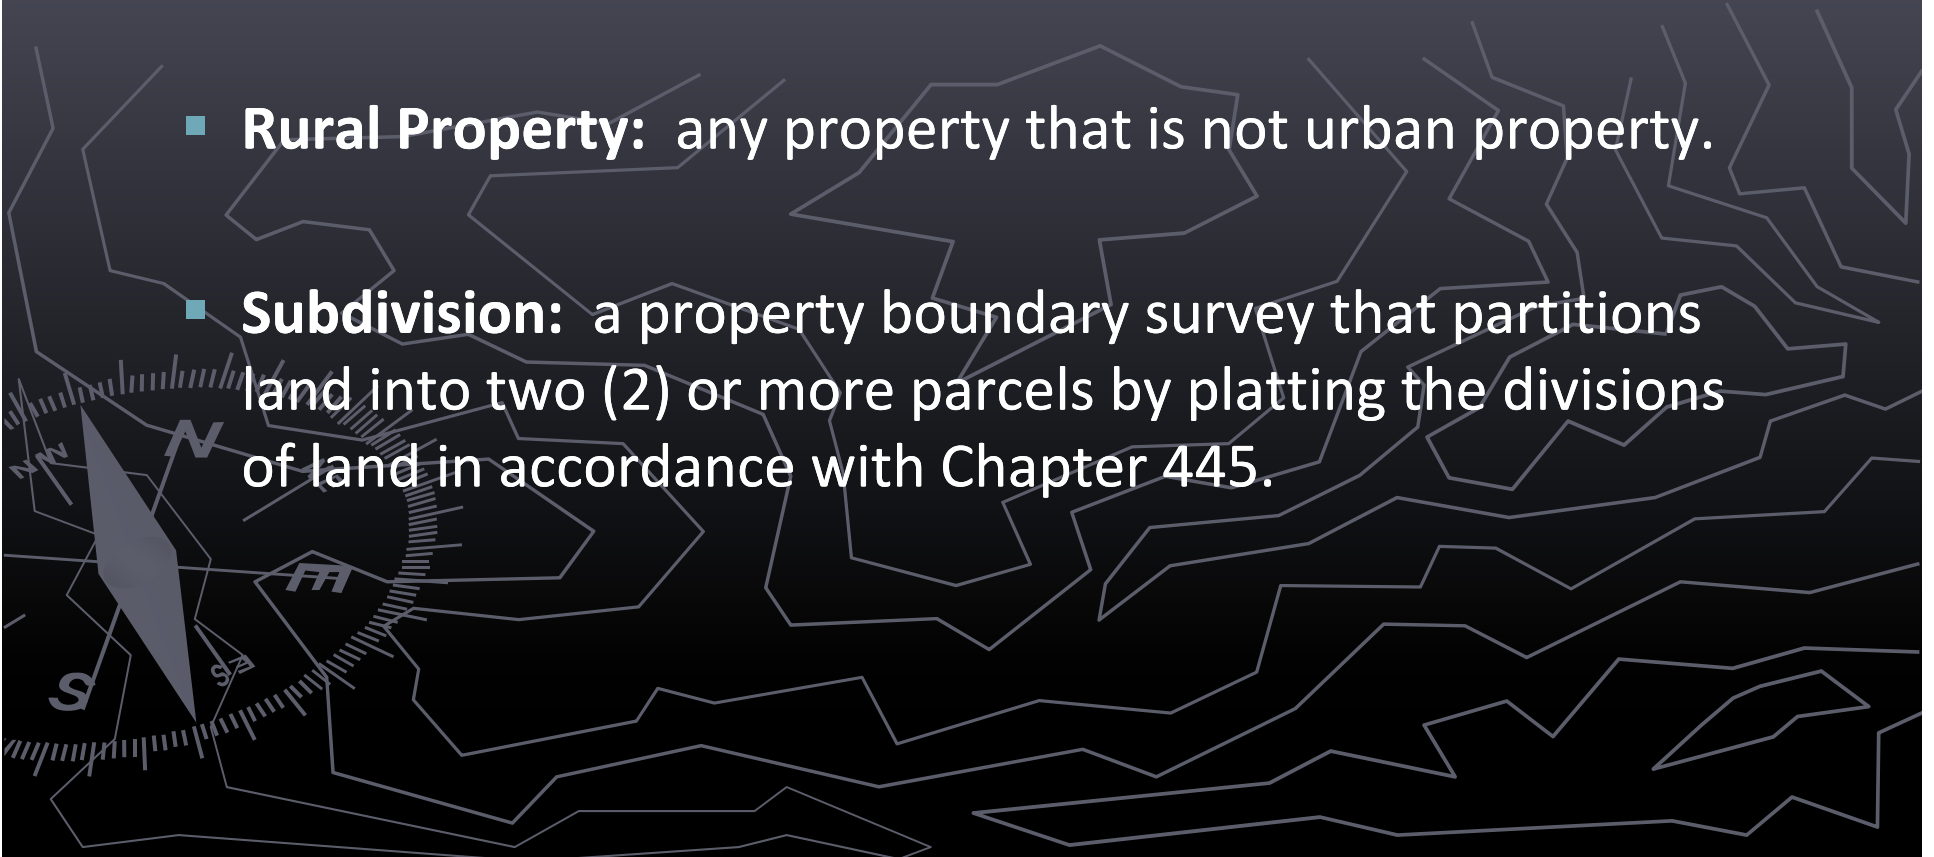 Rural Property: any property that is not urban property.
Subdivision: a property boundary survey that partitions
land into two (2) or more parcels by platting the divisions
of land in accordance with Chapter 445.
N
E
S